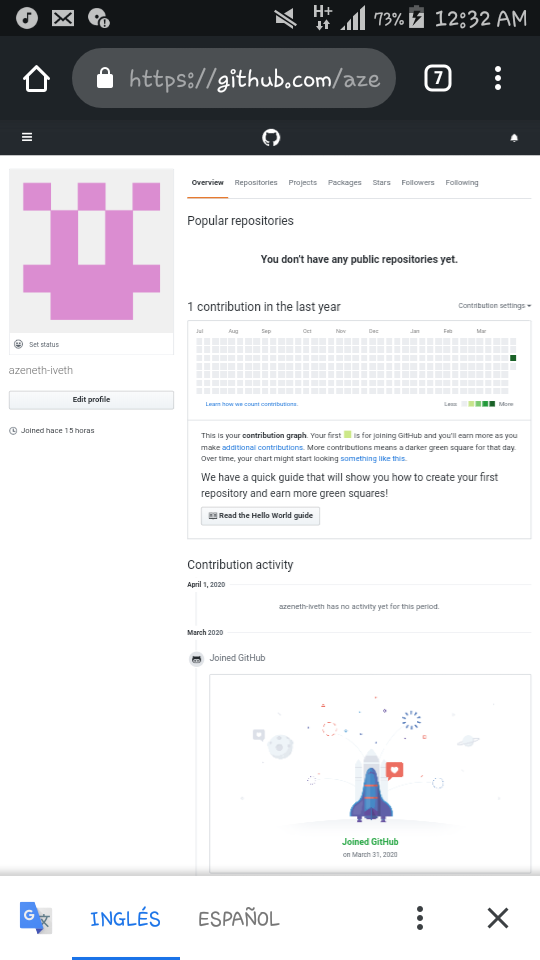 H+
73%
12:32 AM
https://github.com/aze
7
Overview Repositories Projects Packages Stars Followers Following
Popular repositories
You don't have any public repositories yet.
1 contribution in the last year
Contribution settings
Jul Aug Sep Oct Nov Dec Jan Feb Mar
Learn how we count contributions.
Less More
Set status
azeneth-iveth
Edit profile
Joined hace 15 horas
This is your contribution graph. Your first is for joining GitHub and you'll earn more as you
make additional contributions. More contributions means a darker green square for that day.
Over time, your chart might start looking something like this.
We have a quick guide that will show you how to create your first
repository and earn more green squares!
Read the Hello World guide
Contribution activity
April 1, 2020
azeneth-iveth has no activity yet for this period.
March 2020
Joined GitHub
Joined GitHub
on March 31, 2020
G 文
INGLÉS ESPAÑOL